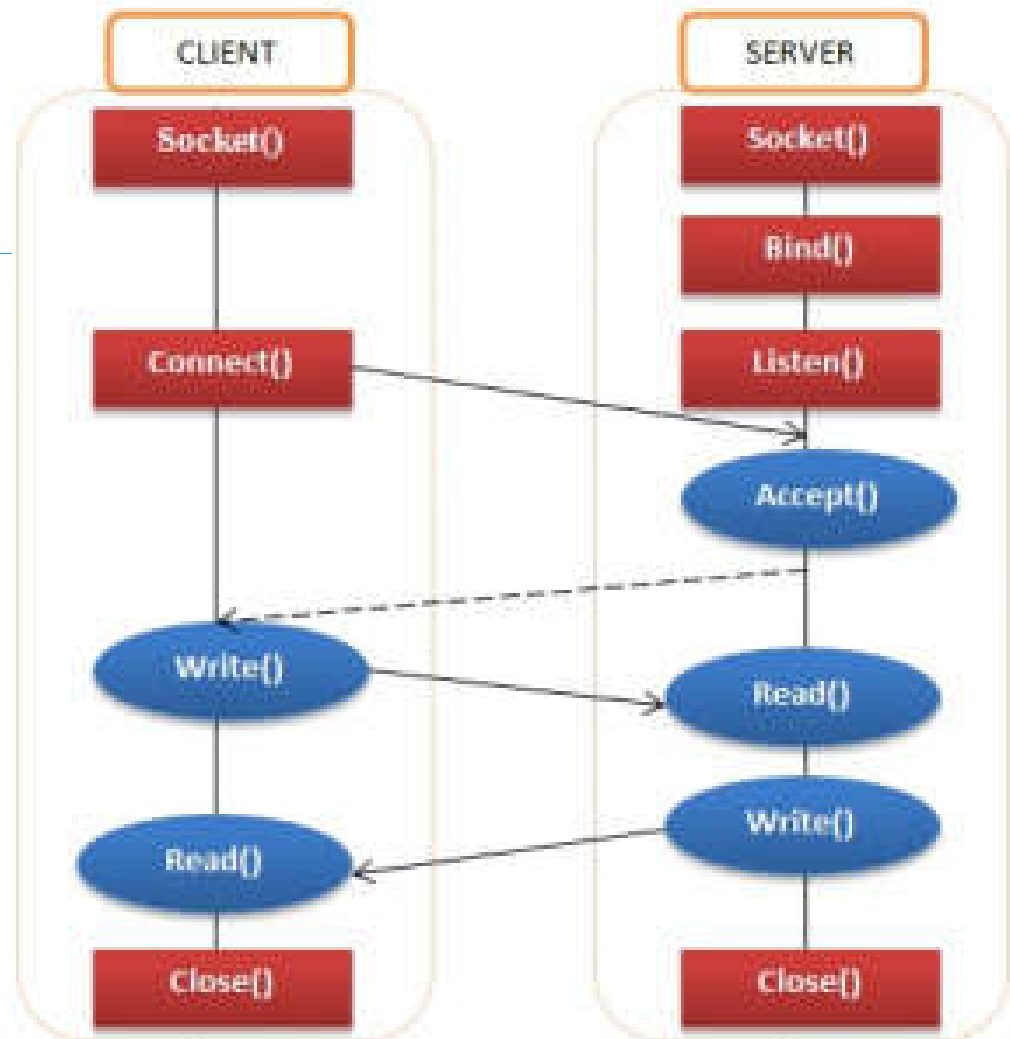 CLIENT
Socket()
Connect()
Write()
Read()
Close()
SERVER
Socket()
Bind()
Listen()
Accept()
Read()
Write()
Close()